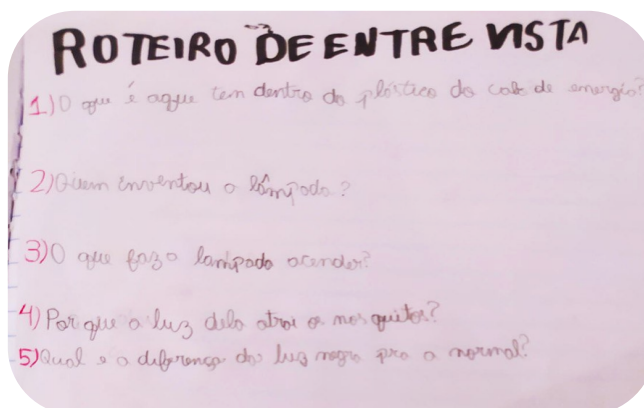 ROTEIRO DE ENTREVISTA
1.) O que é aque tem dentro do plástico do cabo de energia?
2) Quem inventou a lâmpada?
3) O que faz a lampada acender?
4) Por que a luz dela atrai os mosquitos?
5) Qual e a diferença da luz negra pra a normal?